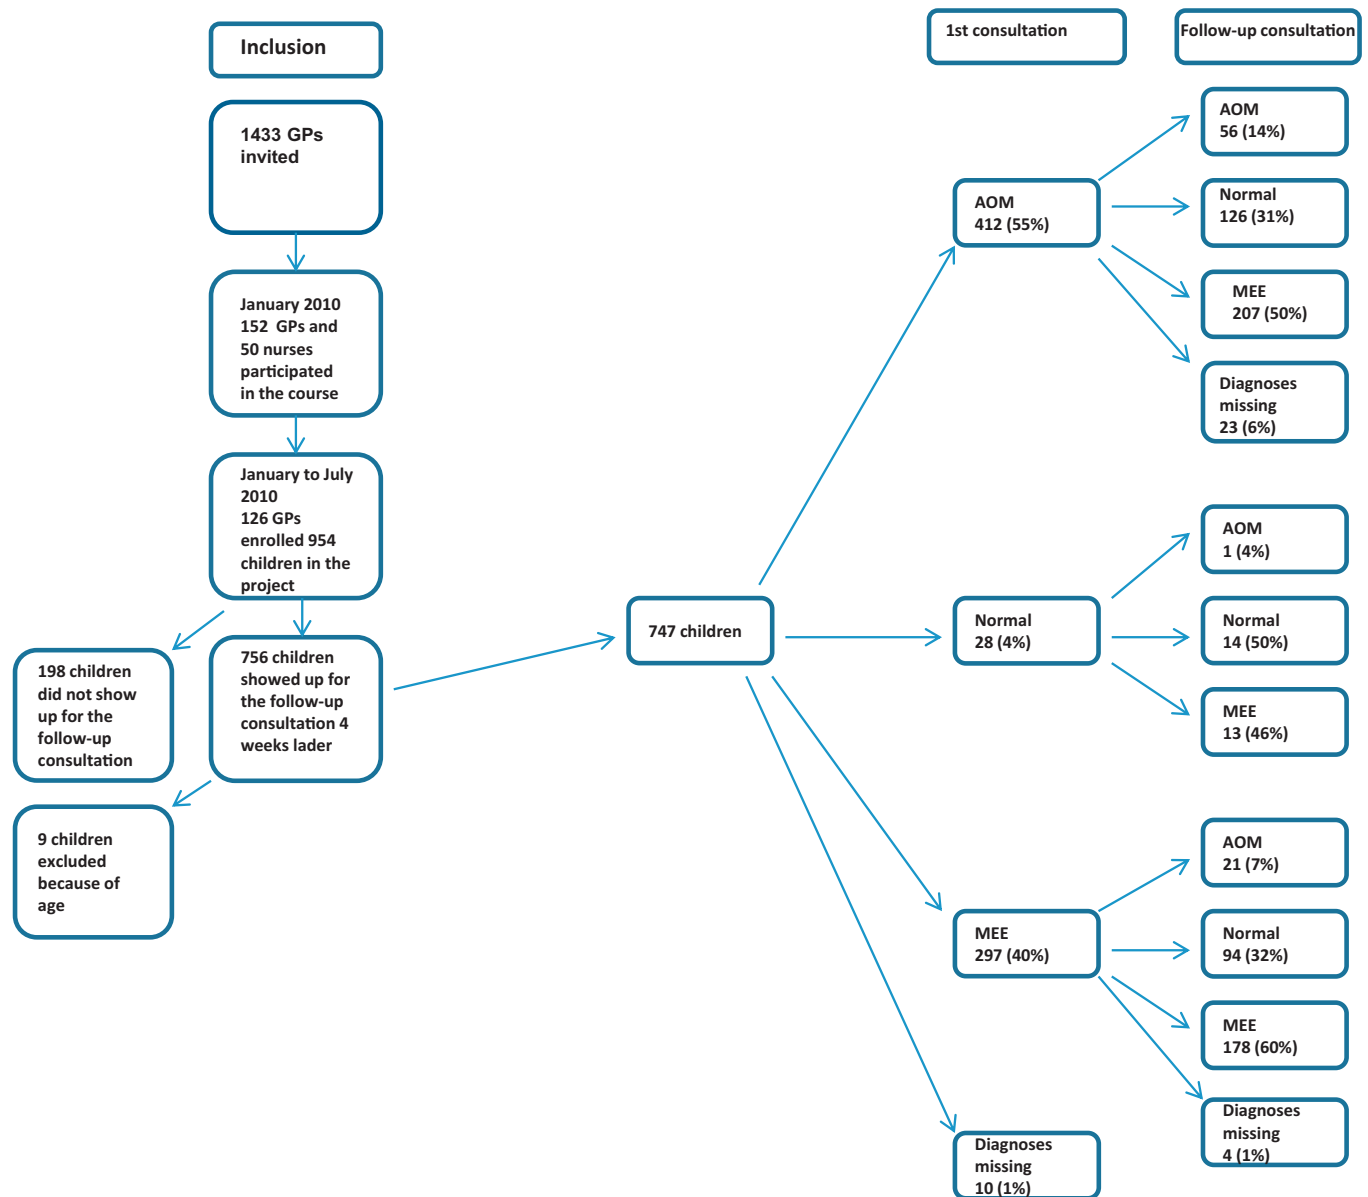 Inclusion
1433 GPs
invited
January 2010
152 GPs and
50 nurses
participated
in the course
January to July
2010
126 GPs
enrolled 954
children in the
project
198 children
did not show
up for the
follow-up
consultation
756 children
showed up for
the follow-up
consultation 4
weeks lader
9 children
excluded
because of
age
747 children
1st consultation
AOM
412 (55%)
Normal
28 (4%)
MEE
297 (40%)
Diagnoses
missing
10 (1%)
Follow-up consultation
AOM
56 (14%)
Normal
126 (31%)
MEE
207 (50%)
Diagnoses
missing
23 (6%)
AOM
1 (4%)
Normal
14 (50%)
MEE
13 (46%)
AOM
21 (7%)
Normal
94 (32%)
MEE
178 (60%)
Diagnoses
missing
4 (1%)